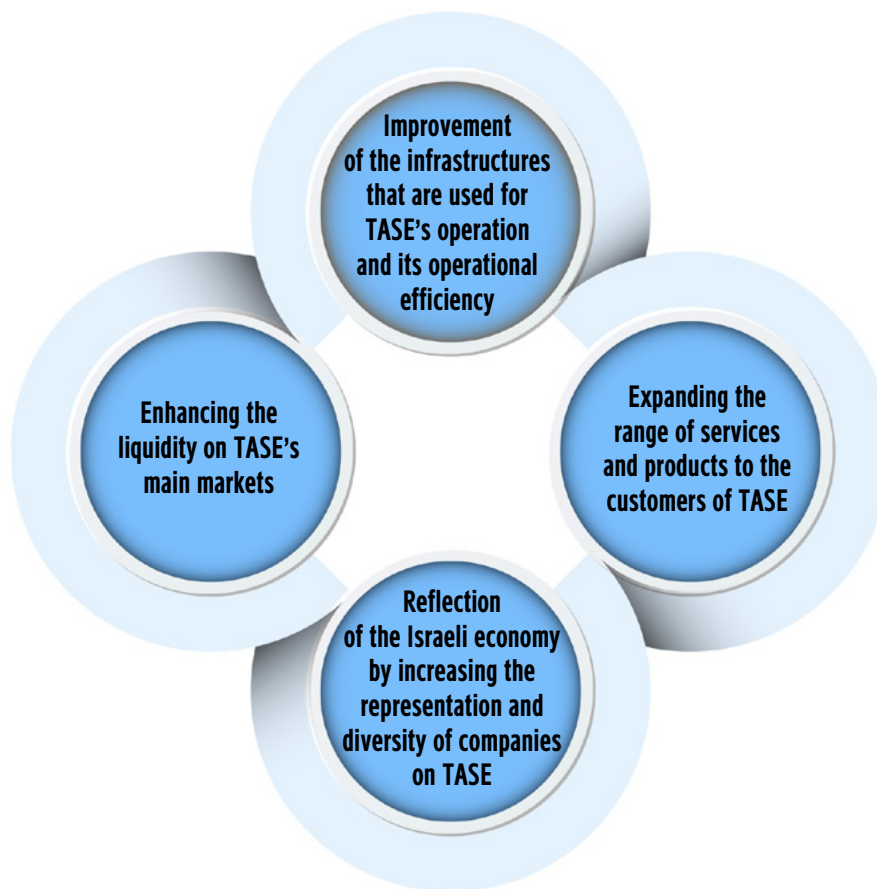 Improvement
of the infrastructures
that are used for
TASE’s operation
and its operational
efficiency
Enhancing the
liquidity on TASE’s
main markets
Expanding the
range of services
and products to the
customers of TASE
Reflection
of the Israeli economy
by increasing the
representation and
diversity of companies
on TASE